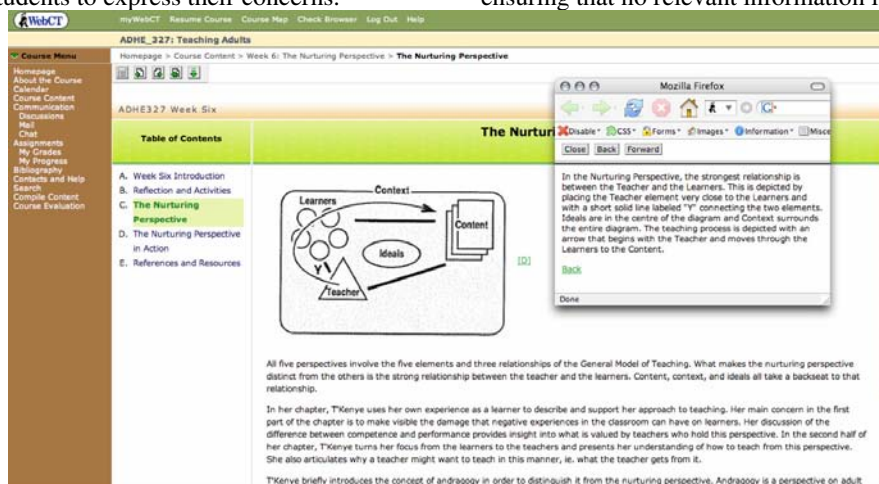 students to express their concerns.
ensuring that no relevant information i
WebCT
myWebCT Resume Course Course Map Check Browser Log Out Help
ADHE_327: Teaching Adults
Course Menu
Homepage > Course Content > Week 6: The Nurturing Perspective > The Nurturing Perspective
Homepage
About the Course
Calendar
Course Content
Communication
Discussions
Mail
Chat
Assignments
My Grades
My Progress
Bibliography
Contacts and Help
Search
Compile Content
Course Evaluation
ADHE327 Week Six
Table of Contents
A. Week Six Introduction
B. Reflection and Activities
C. The Nurturing
Perspective
D. The Nurturing Perspective
in Action
E. References and Resources
The Nurturi
Context
Learners
Content
Ideals
Y
Teacher
[D]
Mozilla Firefox
Disable CSS Forms Images Information Misce
Close Back Forward
In the Nurturing Perspective, the strongest relationship is
between the Teacher and the Learners. This is depicted by
placing the Teacher element very close to the Learners and
with a short solid line labeled "Y" connecting the two elements.
Ideals are in the centre of the diagram and Context surrounds
the entire diagram. The teaching process is depicted with an
arrow that begins with the Teacher and moves through the
Learners to the Content.
Back
Done
All five perspectives involve the five elements and three relationships of the General Model of Teaching. What makes the nurturing perspective
distinct from the others is the strong relationship between the teacher and the learners. Content, context, and ideals all take a backseat to that
relationship.
In her chapter, T'Kenye uses her own experience as a learner to describe and support her approach to teaching. Her main concern in the first
part of the chapter is to make visible the damage that negative experiences in the classroom can have on learners. Her discussion of the
difference between competence and performance provides insight into what is valued by teachers who hold this perspective. In the second half of
her chapter, T'Kenye turns her focus from the learners to the teachers and presents her understanding of how to teach from this perspective.
She also articulates why a teacher might want to teach in this manner, ie. what the teacher gets from it.
T'Kenye briefly introduces the concept of andragogy in order to distinguish it from the nurturing perspective. Andragogy is a perspective on adult